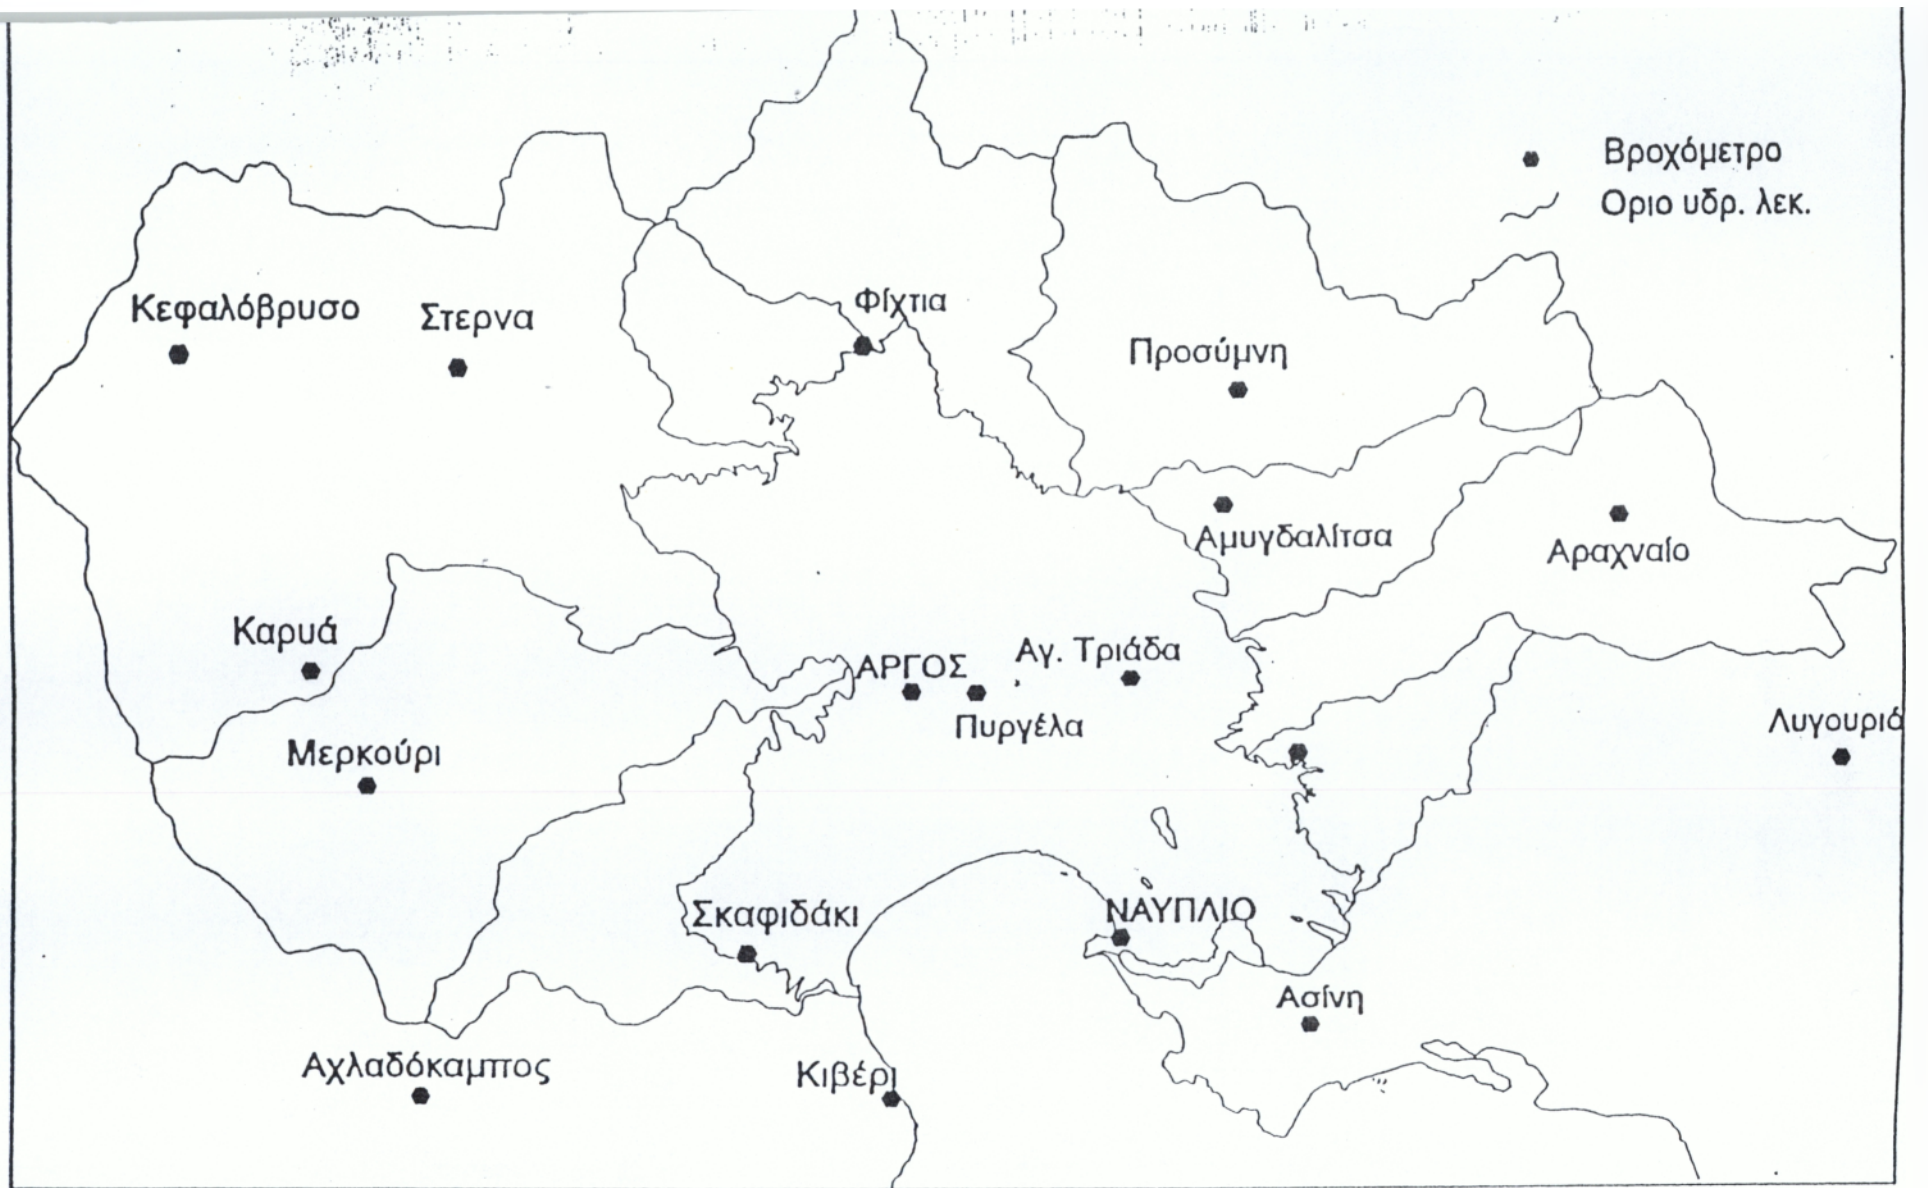 Βροχόμετρο
Οριο υδρ. λεκ.
Κεφαλόβρυσο
Στερνα
Φίχτια
Προσύμνη
Αμυγδαλίτσα
Αραχναίο
Καρυά
ΑΡΓΟΣ
Αγ. Τριάδα
Πυργέλα
Λυγουριό
Μερκούρι
Σκαφιδάκι
ΝΑΥΠΛΙΟ
Ασίνη
Αχλαδόκαμπος
Κιβέρι